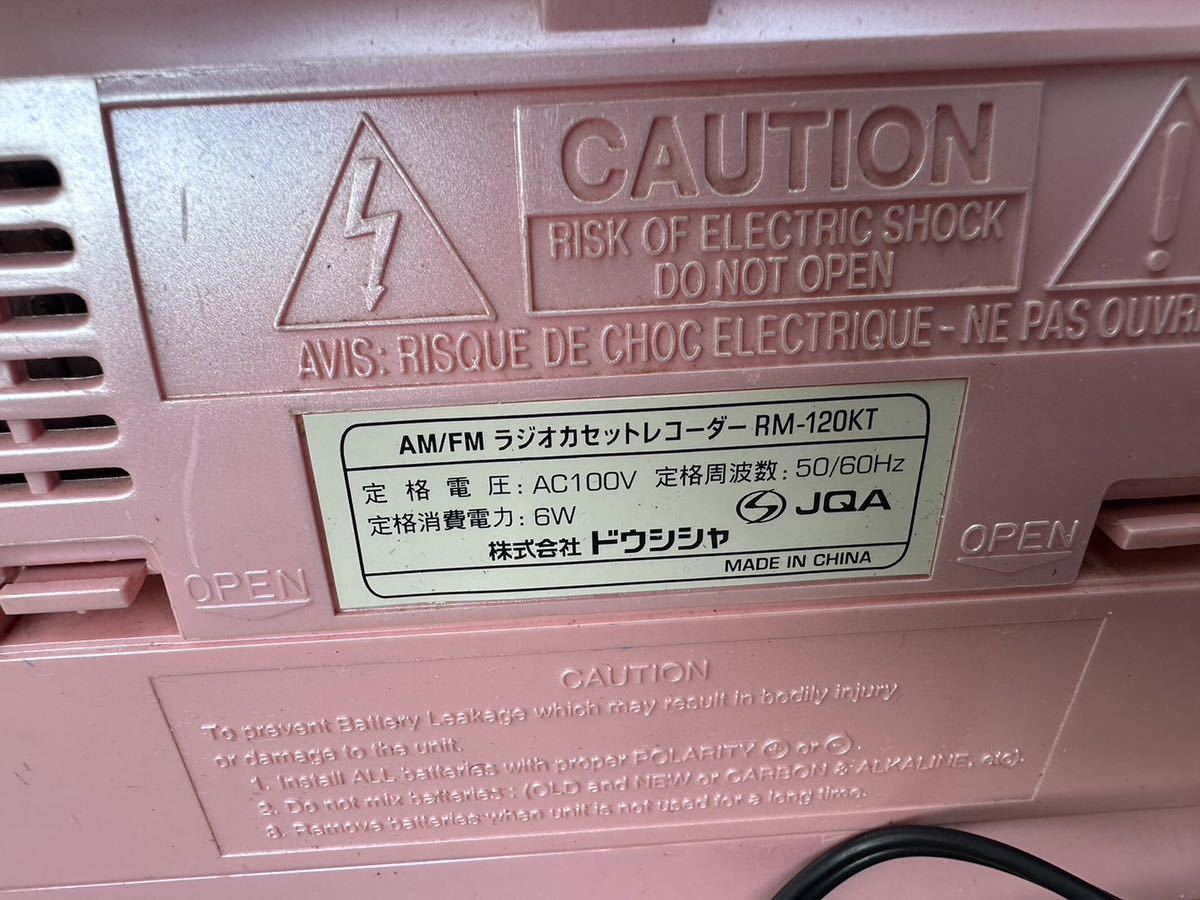 CAUTION
RISK OF ELECTRIC SHOCK
DO NOT OPEN
AVIS: RISQUE DE CHOC ELECTRIQUE - NE PAS OUVR
AM/FM ラジオカセットレコーダー RM-120KT
定格電圧: AC100V 定格周波数: 50/60Hz
定格消費電力: 6W JQA
株式会社 ドウシシャ
MADE IN CHINA
OPEN
OPEN
CAUTION
To prevent Battery Leakage which may result in bodily injury
or damage to the unit.
1. Install ALL batteries with proper POLARITY ⊕ or ⊖.
2. Do not mix batteries : (OLD and NEW or CARBON & ALKALINE, etc).
3. Remove batteries when unit is not used for a long time.